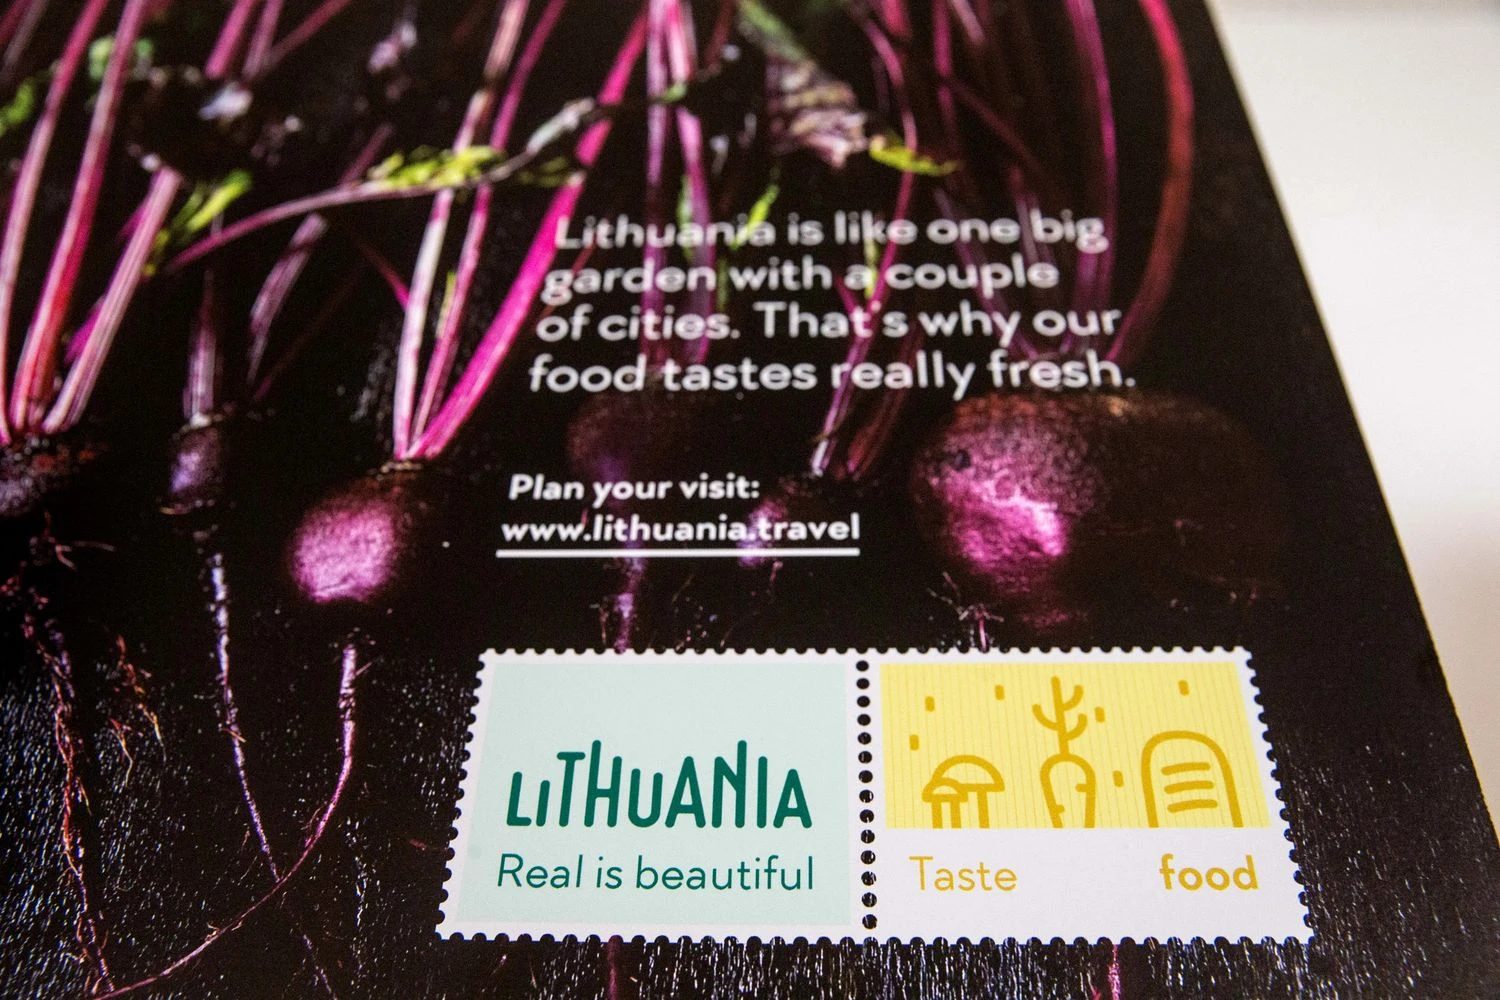 Lithuania is like one big
garden with a couple
of cities. That's why our
food tastes really fresh.
Plan your visit:
www.lithuania.travel
LiTHUANIA
Real is beautiful
Taste food